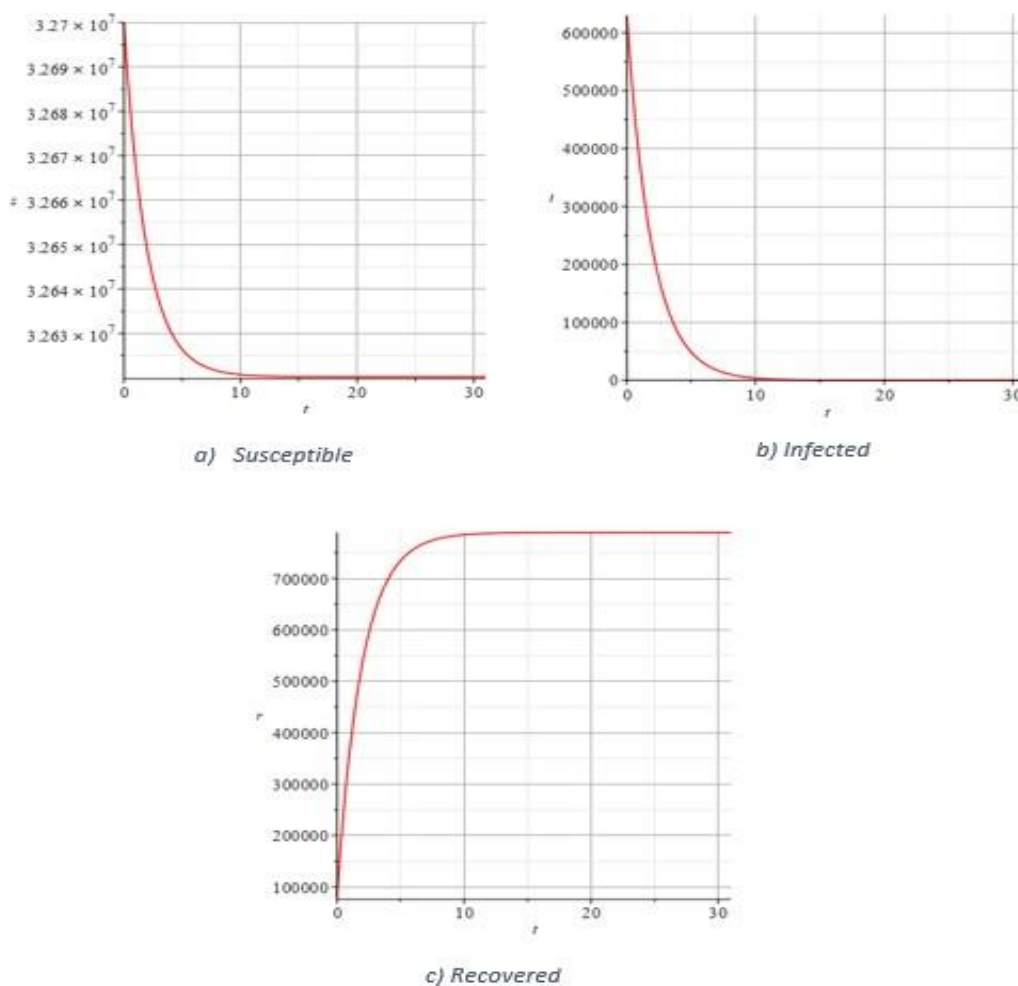 3.27 × 10⁷
3.269 × 10⁷
3.268 × 10⁷
3.267 × 10⁷
3.266 × 10⁷
3.265 × 10⁷
3.264 × 10⁷
3.263 × 10⁷
0 10 20 30
t
a) Susceptible
600000
500000
400000
300000
200000
100000
0
0 10 20 30
t
b) Infected
700000
600000
500000
400000
300000
200000
100000
r
0 10 20 30
t
c) Recovered